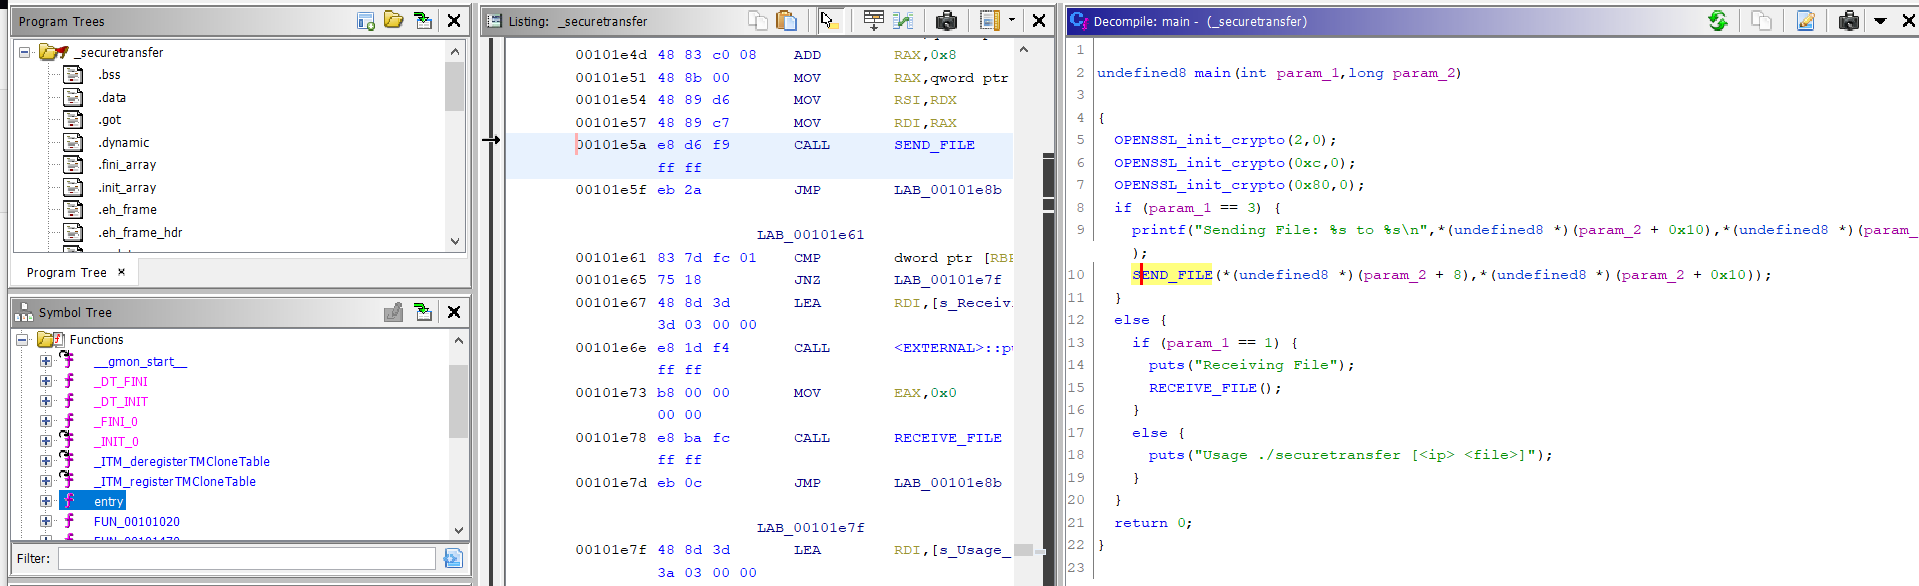 Program Trees
_securetransfer
.bss
.data
.got
.dynamic
.fini_array
.init_array
.eh_frame
.eh_frame_hdr
Program Tree ×
Symbol Tree
Functions
__gmon_start__
_DT_FINI
_DT_INIT
_FINI_0
_INIT_0
_ITM_deregisterTMCloneTable
_ITM_registerTMCloneTable
entry
FUN_00101020
Filter:
Listing: _securetransfer
00101e4d 48 83 c0 08 ADD RAX,0x8
00101e51 48 8b 00 MOV RAX,qword ptr
00101e54 48 89 d6 MOV RSI,RDX
00101e57 48 89 c7 MOV RDI,RAX
00101e5a e8 d6 f9 CALL SEND_FILE
ff ff
00101e5f eb 2a JMP LAB_00101e8b
LAB_00101e61
00101e61 83 7d fc 01 CMP dword ptr [RBP
00101e65 75 18 JNZ LAB_00101e7f
00101e67 48 8d 3d LEA RDI,[s_Receivi
3d 03 00 00
00101e6e e8 1d f4 CALL <EXTERNAL>::pu
ff ff
00101e73 b8 00 00 MOV EAX,0x0
00 00
00101e78 e8 ba fc CALL RECEIVE_FILE
ff ff
00101e7d eb 0c JMP LAB_00101e8b
LAB_00101e7f
00101e7f 48 8d 3d LEA RDI,[s_Usage_
3a 03 00 00
Decompile: main - (_securetransfer)
1
2 undefined8 main(int param_1,long param_2)
3
4 {
5 OPENSSL_init_crypto(2,0);
6 OPENSSL_init_crypto(0xc,0);
7 OPENSSL_init_crypto(0x80,0);
8 if (param_1 == 3) {
9 printf("Sending File: %s to %s\n",*(undefined8 *)(param_2 + 0x10),*(undefined8 *)(param_
);
10 SEND_FILE(*(undefined8 *)(param_2 + 8),*(undefined8 *)(param_2 + 0x10));
11 }
12 else {
13 if (param_1 == 1) {
14 puts("Receiving File");
15 RECEIVE_FILE();
16 }
17 else {
18 puts("Usage ./securetransfer [<ip> <file>]");
19 }
20 }
21 return 0;
22 }
23